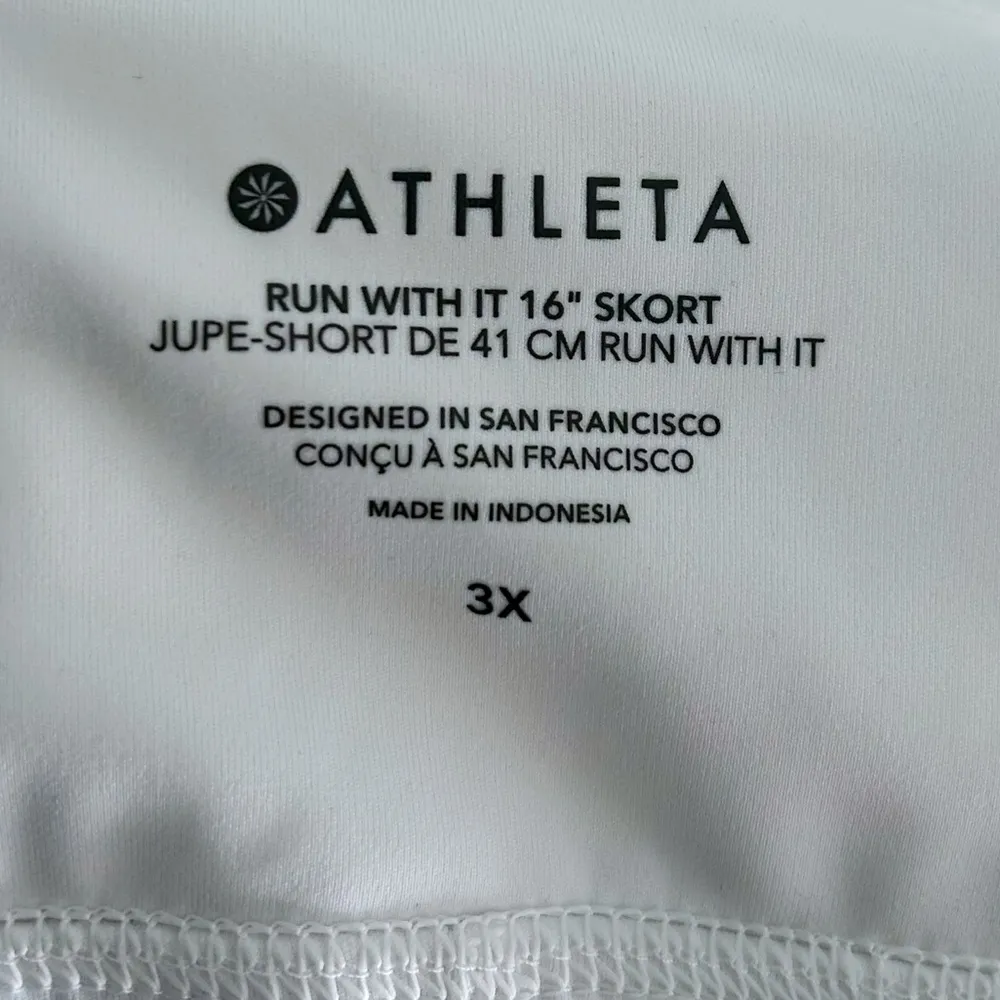 ATHLETA
RUN WITH IT 16" SKORT
JUPE-SHORT DE 41 CM RUN WITH IT
DESIGNED IN SAN FRANCISCO
CONÇU À SAN FRANCISCO
MADE IN INDONESIA
3X